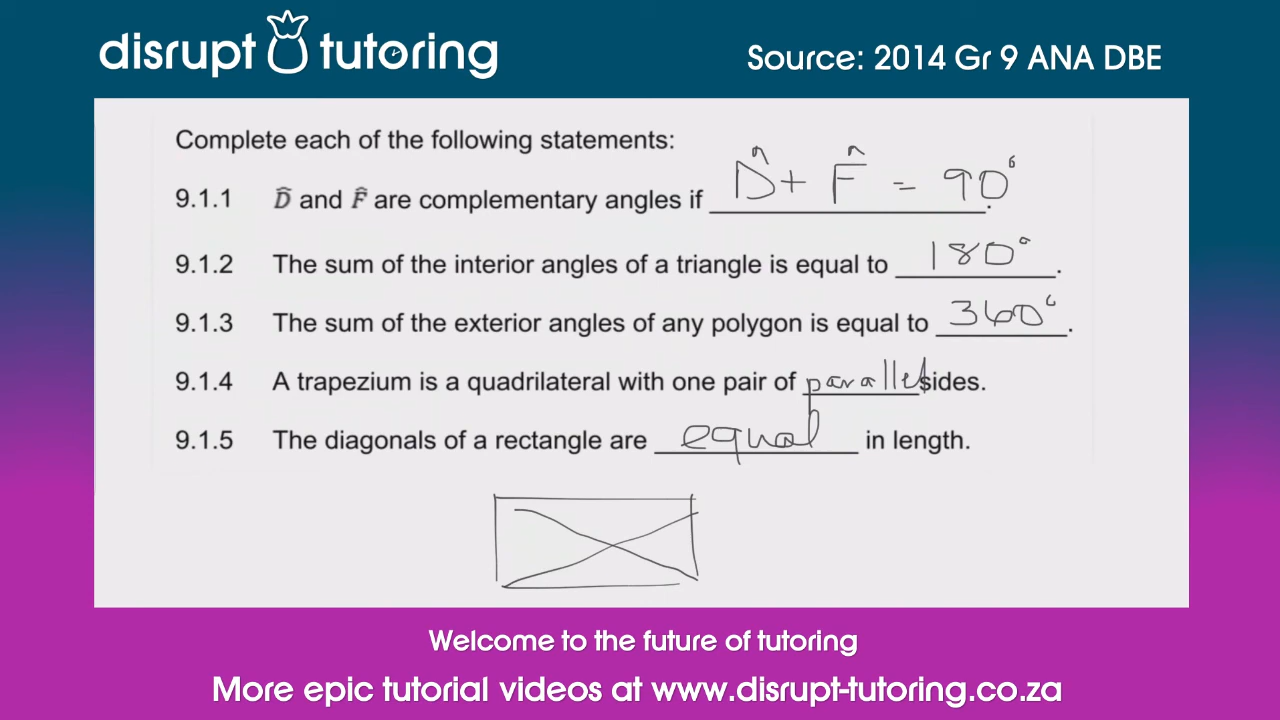 disrupt tutoring
Source: 2014 Gr 9 ANA DBE
Complete each of the following statements:
9.1.1 D̂ and F̂ are complementary angles if D̂ + F̂ = 90°.
9.1.2 The sum of the interior angles of a triangle is equal to 180°.
9.1.3 The sum of the exterior angles of any polygon is equal to 360°.
9.1.4 A trapezium is a quadrilateral with one pair of parallel sides.
9.1.5 The diagonals of a rectangle are equal in length.
Welcome to the future of tutoring
More epic tutorial videos at www.disrupt-tutoring.co.za